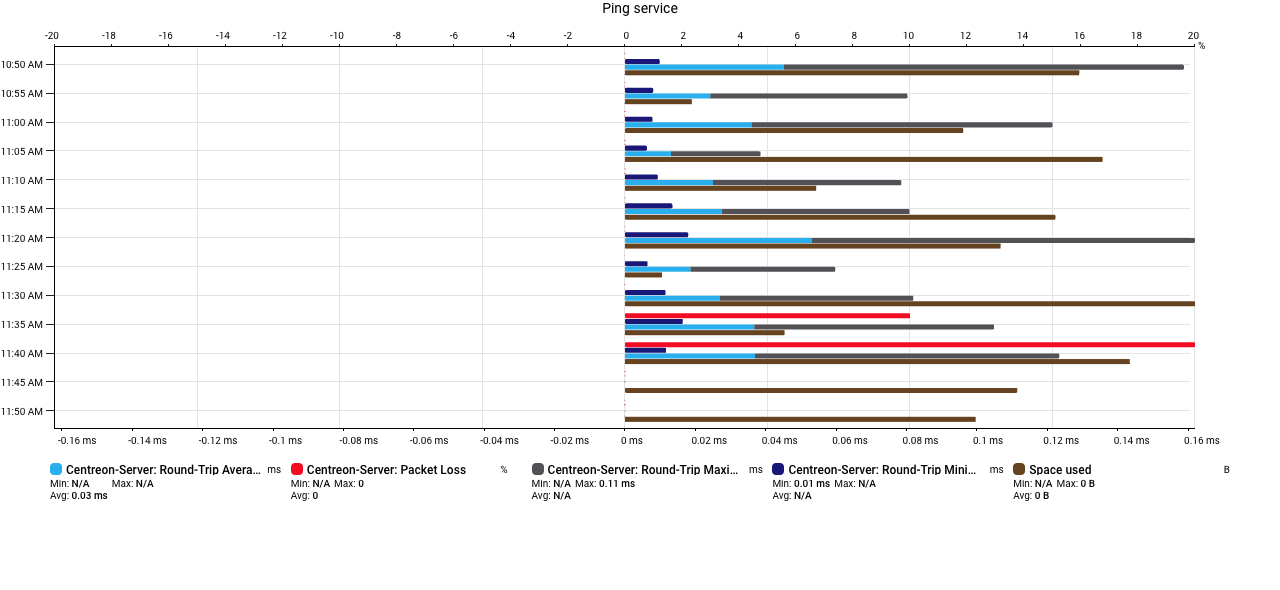 Ping service
-20 -18 -16 -14 -12 -10 -8 -6 -4 -2 0 2 4 6 8 10 12 14 16 18 20
%
10:50 AM
10:55 AM
11:00 AM
11:05 AM
11:10 AM
11:15 AM
11:20 AM
11:25 AM
11:30 AM
11:35 AM
11:40 AM
11:45 AM
11:50 AM
-0.16 ms -0.14 ms -0.12 ms -0.1 ms -0.08 ms -0.06 ms -0.04 ms -0.02 ms 0 ms 0.02 ms 0.04 ms 0.06 ms 0.08 ms 0.1 ms 0.12 ms 0.14 ms 0.16 ms
Centreon-Server: Round-Trip Avera... ms
Min: N/A Max: N/A
Avg: 0.03 ms
Centreon-Server: Packet Loss %
Min: N/A Max: 0
Avg: 0
Centreon-Server: Round-Trip Maxi... ms
Min: N/A Max: 0.11 ms
Avg: N/A
Centreon-Server: Round-Trip Mini... ms
Min: 0.01 ms Max: N/A
Avg: N/A
Space used B
Min: N/A Max: 0 B
Avg: 0 B